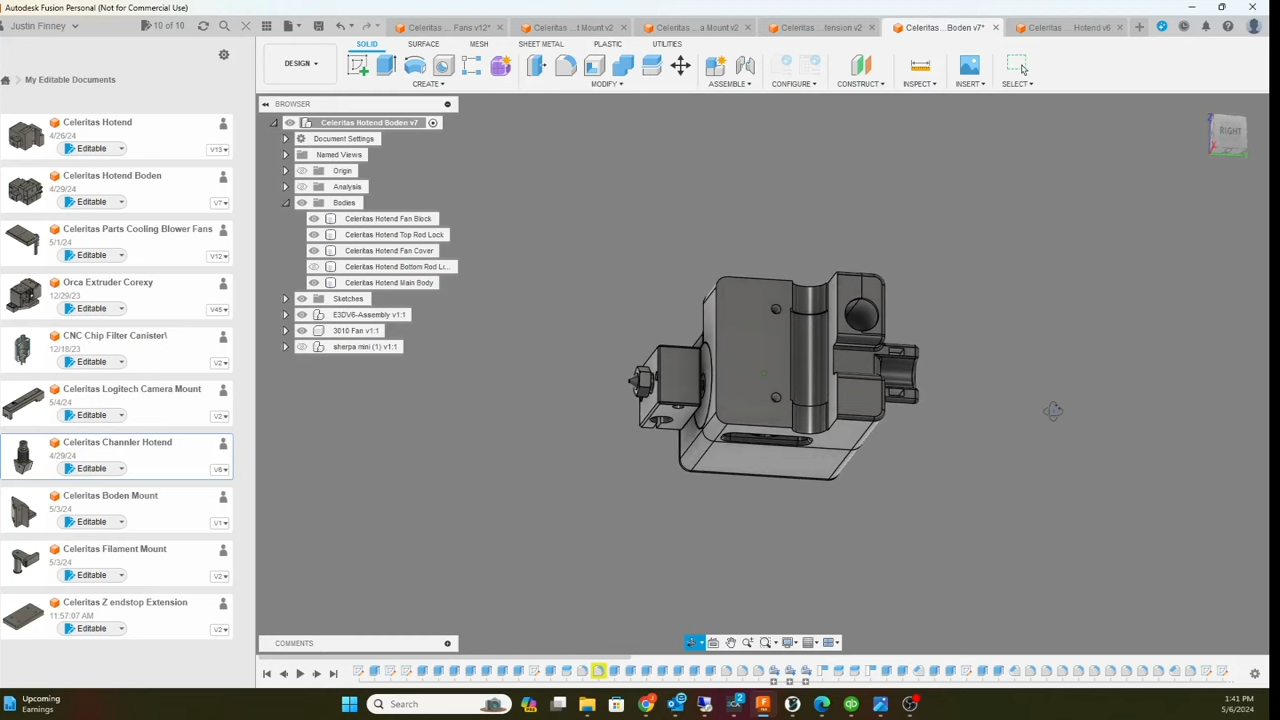 Autodesk Fusion Personal (Not for Commercial Use)
Justin Finney
10 of 10
Celeritas ... Fans v12*
Celeritas ...t Mount v2
Celeritas ...a Mount v2
Celeritas ...tension v2
Celeritas...Boden v7*
Celeritas ... Hotend v6
My Editable Documents
DESIGN
SOLID
SURFACE
MESH
SHEET METAL
PLASTIC
UTILITIES
CREATE
MODIFY
ASSEMBLE
CONFIGURE
CONSTRUCT
INSPECT
INSERT
SELECT
BROWSER
Celeritas Hotend Boden v7
Document Settings
Named Views
Origin
Analysis
Bodies
Celeritas Hotend Fan Block
Celeritas Hotend Top Rod Lock
Celeritas Hotend Fan Cover
Celeritas Hotend Bottom Rod Lo...
Celeritas Hotend Main Body
Sketches
E3DV6-Assembly v1:1
3010 Fan v1:1
sherpa mini (1) v1:1
RIGHT
Celeritas Hotend
4/26/24
Editable
V13
Celeritas Hotend Boden
4/29/24
Editable
V7
Celeritas Parts Cooling Blower Fans
5/1/24
Editable
V12
Orca Extruder Corexy
12/29/23
Editable
V45
CNC Chip Filter Canister\
12/18/23
Editable
V2
Celeritas Logitech Camera Mount
5/4/24
Editable
V2
Celeritas Channler Hotend
4/29/24
Editable
V6
Celeritas Boden Mount
5/3/24
Editable
V1
Celeritas Filament Mount
5/3/24
Editable
V2
Celeritas Z endstop Extension
11:57:07 AM
Editable
V2
COMMENTS
Upcoming
Earnings
Search
1:41 PM
5/6/2024